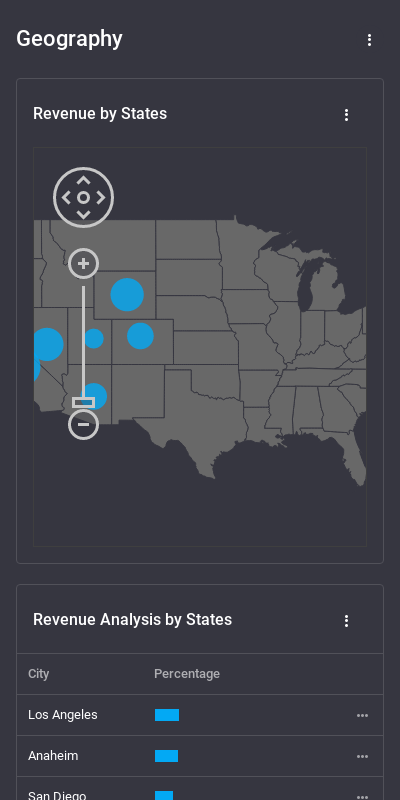 Geography
Revenue by States
Revenue Analysis by States
City Percentage
Los Angeles
Anaheim
San Diego